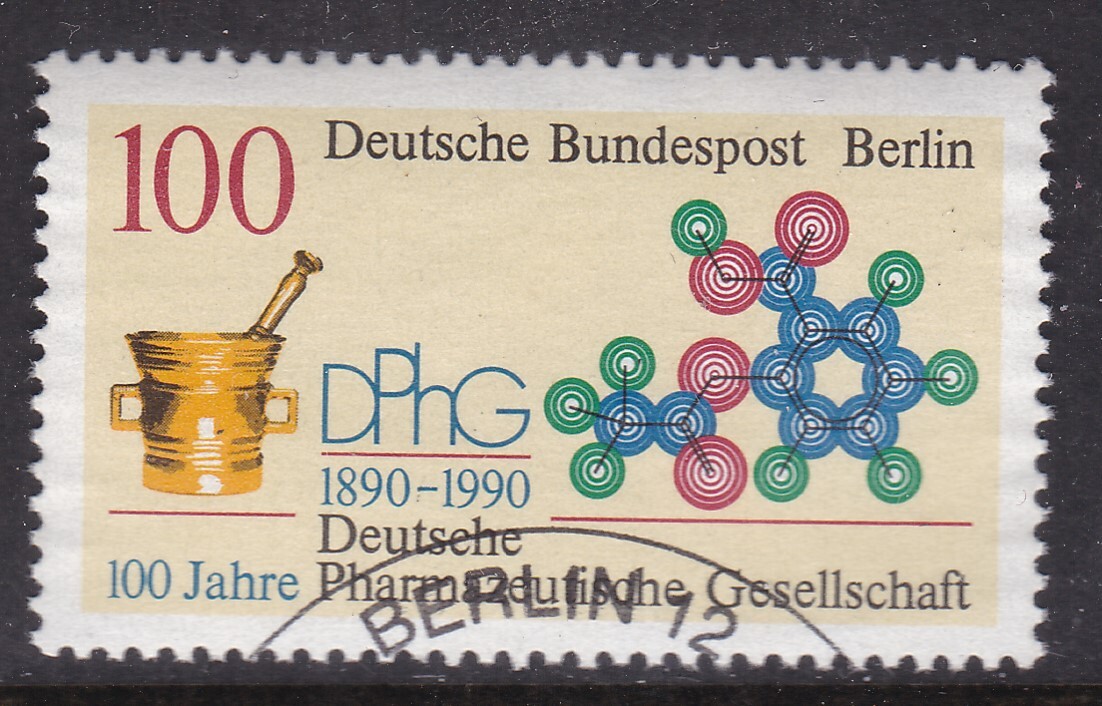 100 Deutsche Bundespost Berlin
DPhG
1890-1990
Deutsche
100 Jahre Pharmazeutische Gesellschaft
BERLIN 12